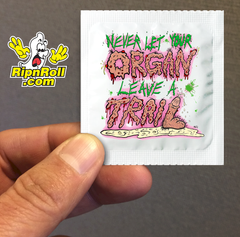 RipnRoll
.com
NEVER LET YOUR
ORGAN
LEAVE A
TRAIL